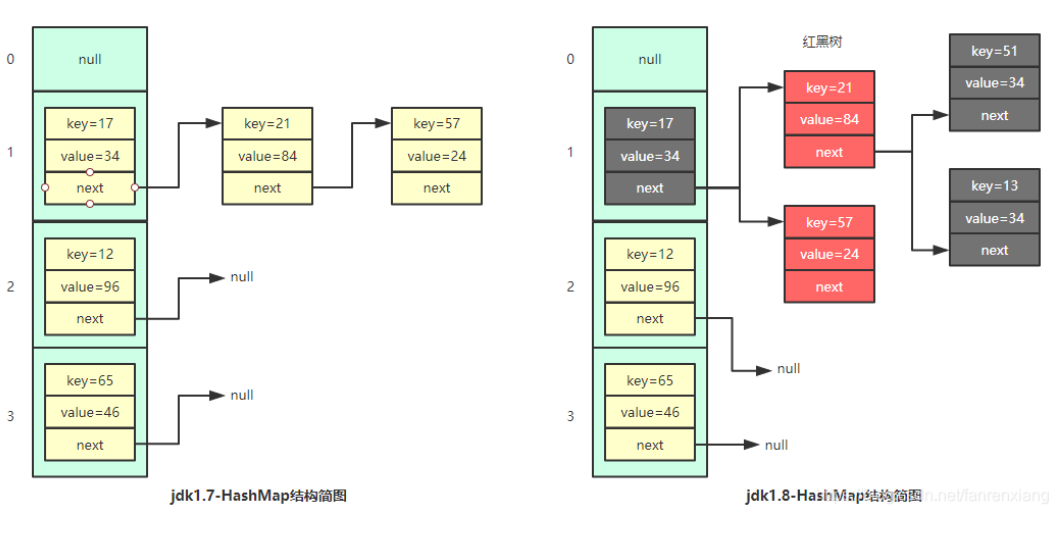 0
null
1
key=17
value=34
next
key=21
value=84
next
key=57
value=24
next
2
key=12
value=96
next
null
3
key=65
value=46
next
null
jdk1.7-HashMap结构简图
0
null
红黑树
1
key=17
value=34
next
key=21
value=84
next
key=57
value=24
next
key=51
value=34
next
key=13
value=34
next
2
key=12
value=96
next
null
3
key=65
value=46
next
null
jdk1.8-HashMap结构简图
n.net/fanrenxiang